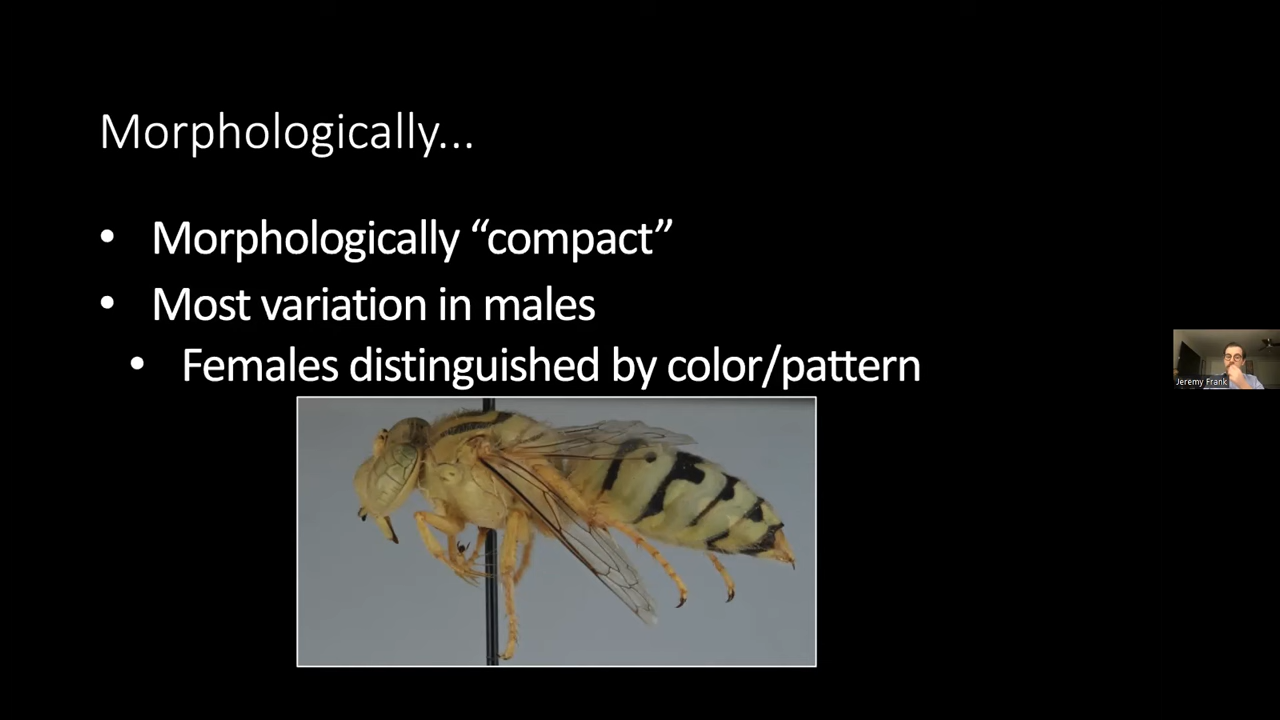 Morphologically...
• Morphologically “compact”
• Most variation in males
• Females distinguished by color/pattern
Jeremy Frank